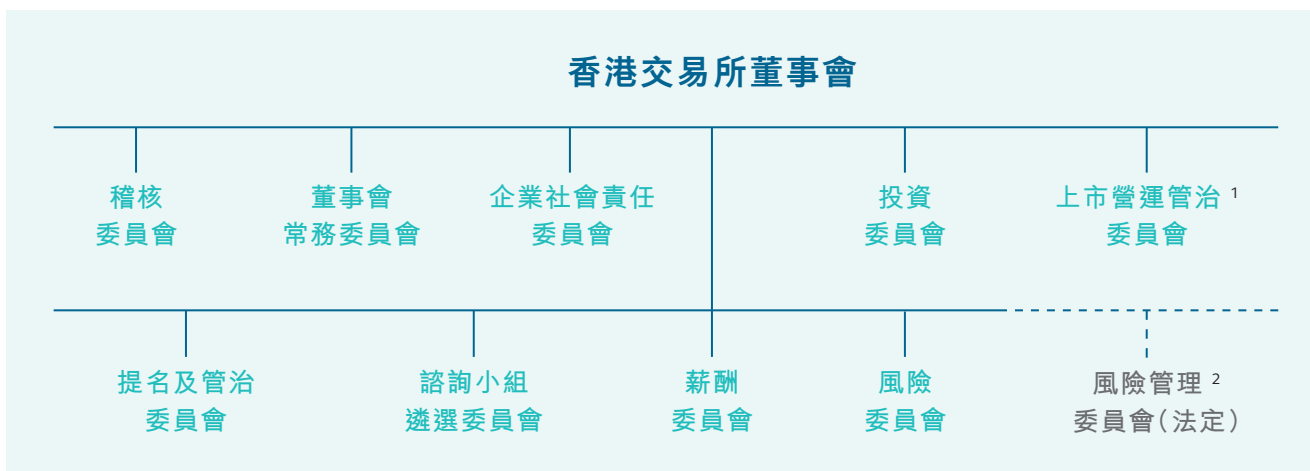 香港交易所董事會
稽核
委員會
董事會
常務委員會
企業社會責任
委員會
投資
委員會
上市營運管治 1
委員會
提名及管治
委員會
諮詢小組
遴選委員會
薪酬
委員會
風險
委員會
風險管理 2
委員會(法定)